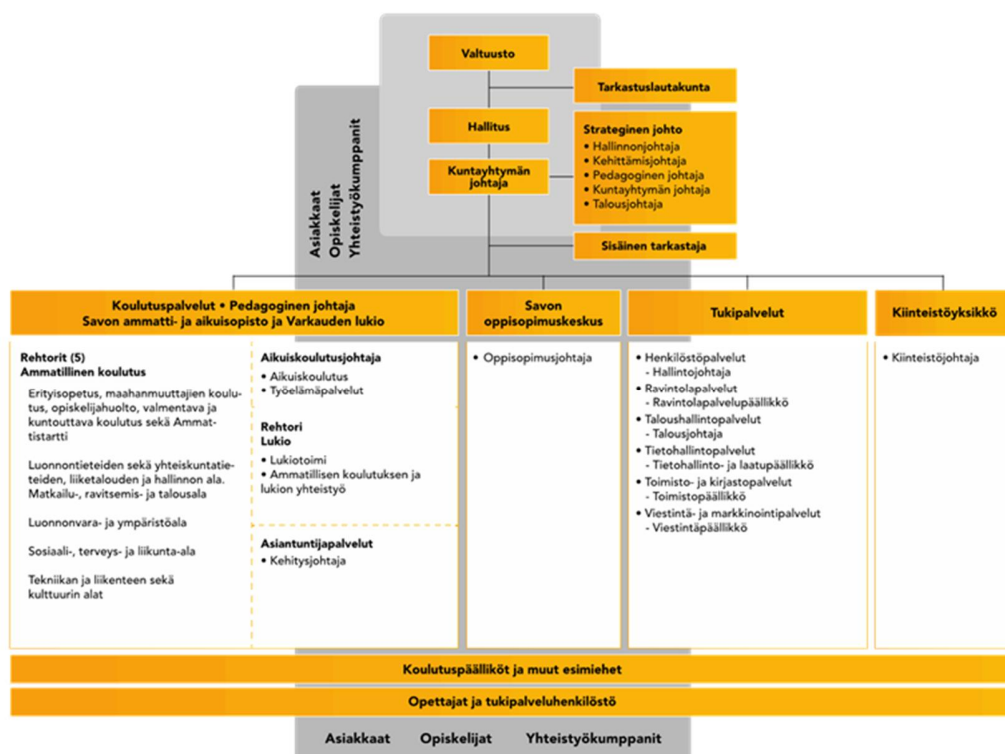 Valtuusto
Tarkastuslautakunta
Hallitus
Strateginen johto
• Hallinnonjohtaja
• Kehittämisjohtaja
• Pedagoginen johtaja
• Kuntayhtymän johtaja
• Talousjohtaja
Kuntayhtymän
johtaja
Sisäinen tarkastaja
Asiakkaat
Opiskelijat
Yhteistyökumppanit
Koulutuspalvelut • Pedagoginen johtaja
Savon ammatti- ja aikuisopisto ja Varkauden lukio
Rehtorit (5)
Ammatillinen koulutus
Erityisopetus, maahanmuuttajien koulu-
tus, opiskelijahuolto, valmentava ja
kuntouttava koulutus sekä Ammat-
tistartti
Luonnontieteiden sekä yhteiskuntatie-
teiden, liiketalouden ja hallinnon ala.
Matkailu-, ravitsemis- ja talousala
Luonnonvara- ja ympäristöala
Sosiaali-, terveys- ja liikunta-ala
Tekniikan ja liikenteen sekä
kulttuurin alat
Aikuiskoulutusjohtaja
• Aikuiskoulutus
• Työelämäpalvelut
Rehtori
Lukio
• Lukiotoimi
• Ammatillisen koulutuksen ja
lukion yhteistyö
Asiantuntijapalvelut
• Kehitysjohtaja
Savon
oppisopimuskeskus
• Oppisopimusjohtaja
Tukipalvelut
• Henkilöstöpalvelut
- Hallintojohtaja
• Ravintolapalvelut
- Ravintolapalvelupäällikkö
• Taloushallintopalvelut
- Talousjohtaja
• Tietohallintopalvelut
- Tietohallinto- ja laatupäällikkö
• Toimisto- ja kirjastopalvelut
- Toimistopäällikkö
• Viestintä- ja markkinointipalvelut
- Viestintäpäällikkö
Kiinteistöyksikkö
• Kiinteistöjohtaja
Koulutuspäälliköt ja muut esimiehet
Opettajat ja tukipalveluhenkilöstö
Asiakkaat Opiskelijat Yhteistyökumppanit